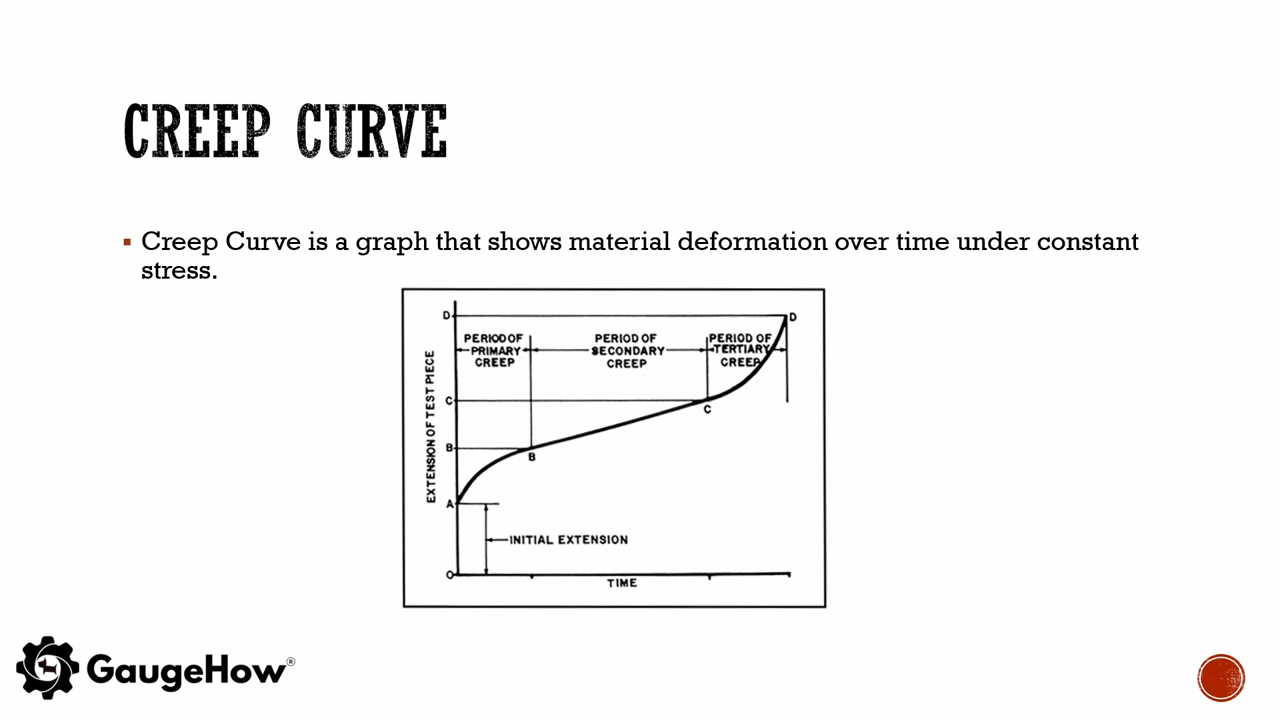 CREEP CURVE
▪ Creep Curve is a graph that shows material deformation over time under constant
stress.
D
D
PERIOD OF
PRIMARY
CREEP
PERIOD OF
SECONDARY
CREEP
PERIOD OF
TERTIARY
CREEP
EXTENSION OF TEST PIECE
C
C
B
B
A
INITIAL EXTENSION
O
TIME
GaugeHow®